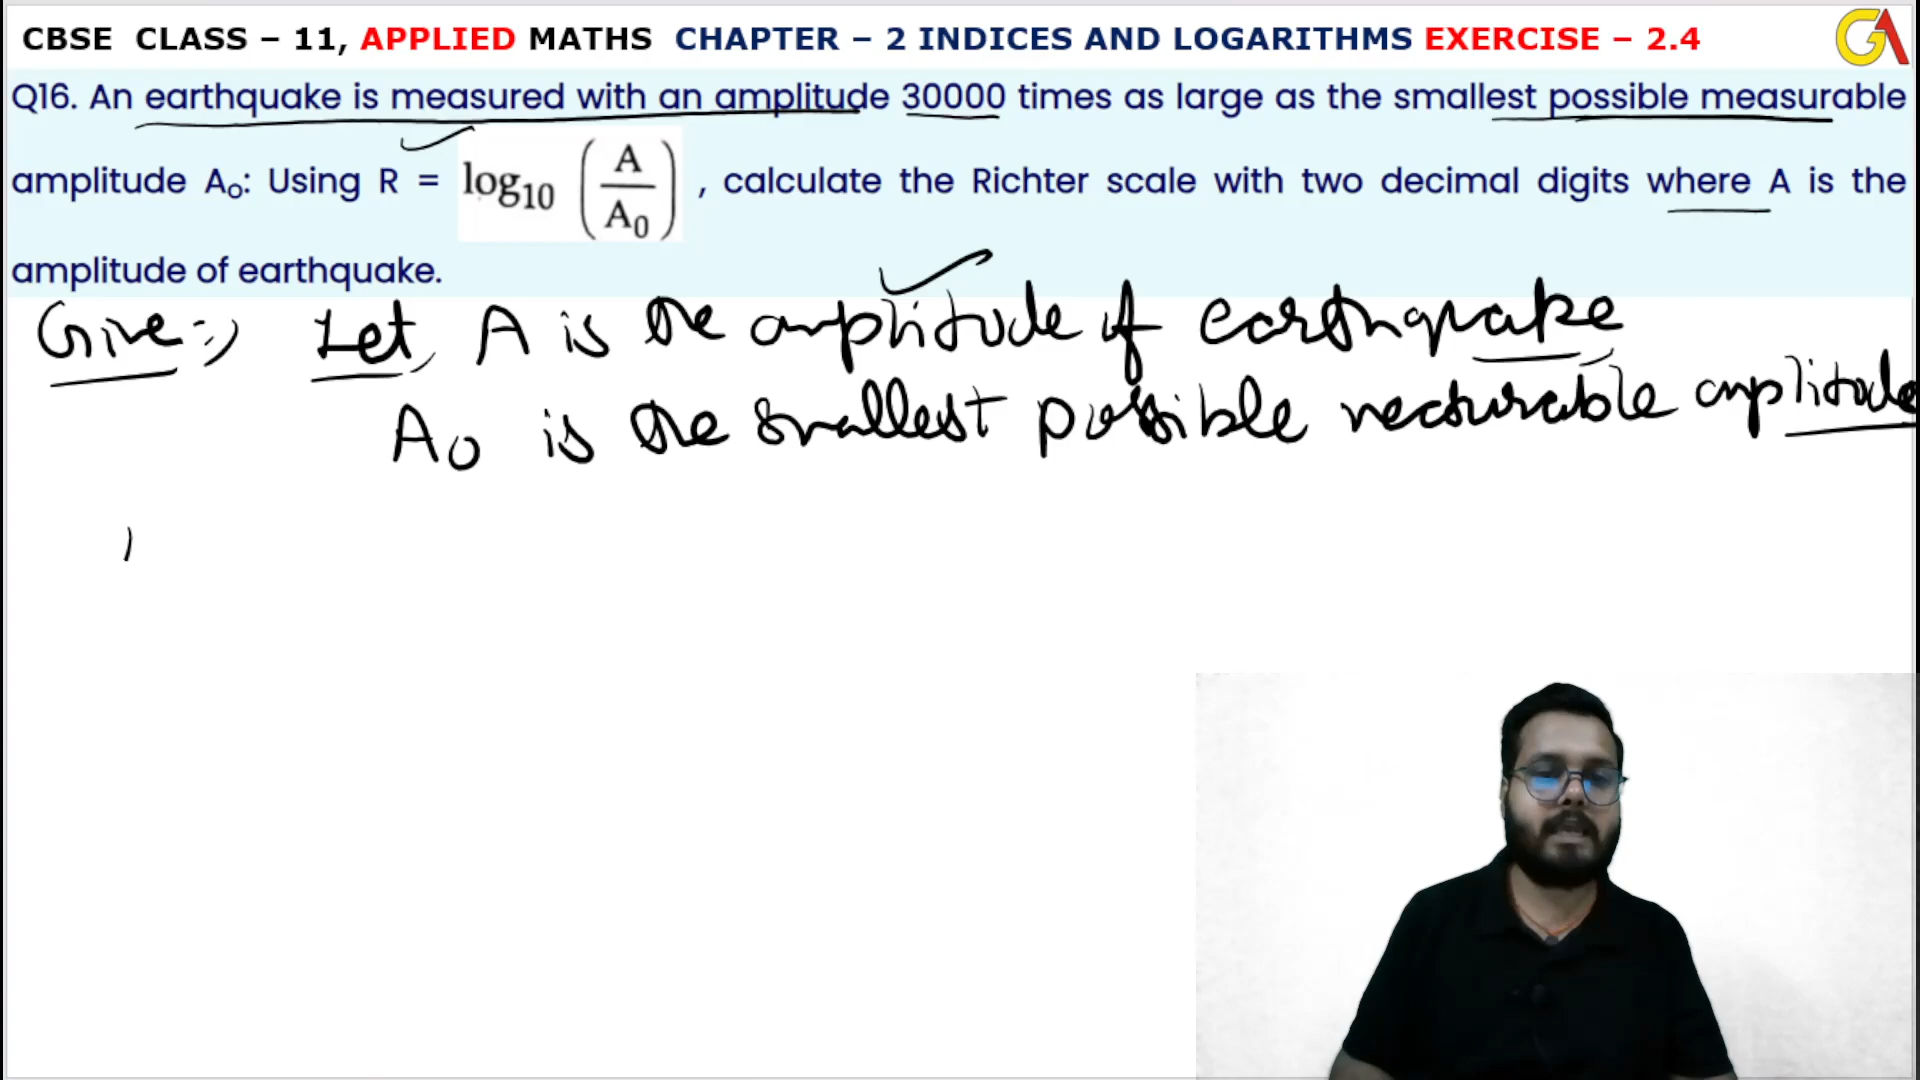 CBSE CLASS – 11, APPLIED MATHS CHAPTER – 2 INDICES AND LOGARITHMS EXERCISE – 2.4
GA
Q16. An earthquake is measured with an amplitude 30000 times as large as the smallest possible measurable
amplitude A₀: Using R = log₁₀ (A/A₀) , calculate the Richter scale with two decimal digits where A is the
amplitude of earthquake.
Give :-, Let, A is the amplitude of earthquake
A₀ is the smallest possible measurable amplitude